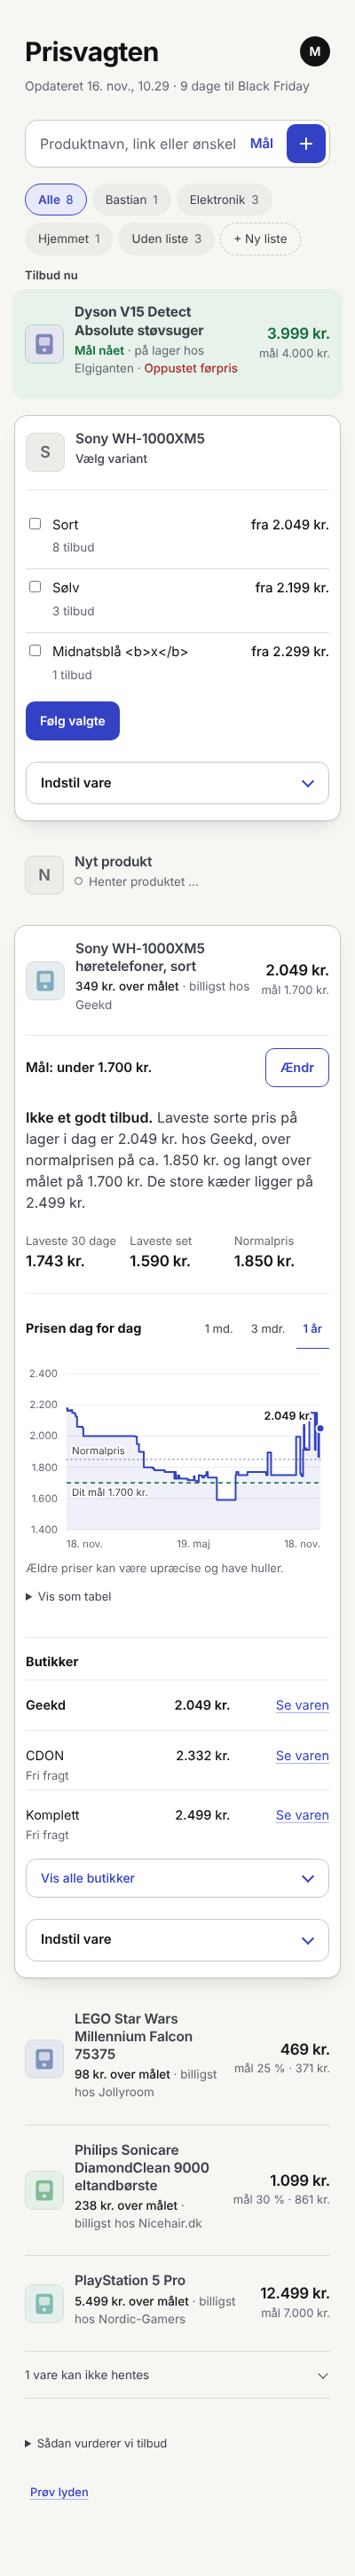 Prisvagten
M
Opdateret 16. nov., 10.29 · 9 dage til Black Friday
Produktnavn, link eller ønskel Mål +
Alle 8 Bastian 1 Elektronik 3
Hjemmet 1 Uden liste 3 + Ny liste
Tilbud nu
Dyson V15 Detect
Absolute støvsuger
Mål nået · på lager hos
Elgiganten · Oppustet førpris
3.999 kr.
mål 4.000 kr.
S
Sony WH-1000XM5
Vælg variant
Sort fra 2.049 kr.
8 tilbud
Sølv fra 2.199 kr.
3 tilbud
Midnatsblå <b>x</b> fra 2.299 kr.
1 tilbud
Følg valgte
Indstil vare
N
Nyt produkt
Henter produktet ...
Sony WH-1000XM5
høretelefoner, sort
349 kr. over målet · billigst hos
Geekd
2.049 kr.
mål 1.700 kr.
Mål: under 1.700 kr. Ændr
Ikke et godt tilbud. Laveste sorte pris på
lager i dag er 2.049 kr. hos Geekd, over
normalprisen på ca. 1.850 kr. og langt over
målet på 1.700 kr. De store kæder ligger på
2.499 kr.
Laveste 30 dage Laveste set Normalpris
1.743 kr. 1.590 kr. 1.850 kr.
Prisen dag for dag 1 md. 3 mdr. 1 år
2.400
2.200
2.049 kr.
2.000
Normalpris
1.800
Dit mål 1.700 kr.
1.600
1.400
18. nov. 19. maj 18. nov.
Ældre priser kan være upræcise og have huller.
Vis som tabel
Butikker
Geekd 2.049 kr. Se varen
CDON 2.332 kr. Se varen
Fri fragt
Komplett 2.499 kr. Se varen
Fri fragt
Vis alle butikker
Indstil vare
LEGO Star Wars
Millennium Falcon
75375
98 kr. over målet · billigst
hos Jollyroom
469 kr.
mål 25 % · 371 kr.
Philips Sonicare
DiamondClean 9000
eltandbørste
238 kr. over målet ·
billigst hos Nicehair.dk
1.099 kr.
mål 30 % · 861 kr.
PlayStation 5 Pro
5.499 kr. over målet · billigst
hos Nordic-Gamers
12.499 kr.
mål 7.000 kr.
1 vare kan ikke hentes
Sådan vurderer vi tilbud
Prøv lyden